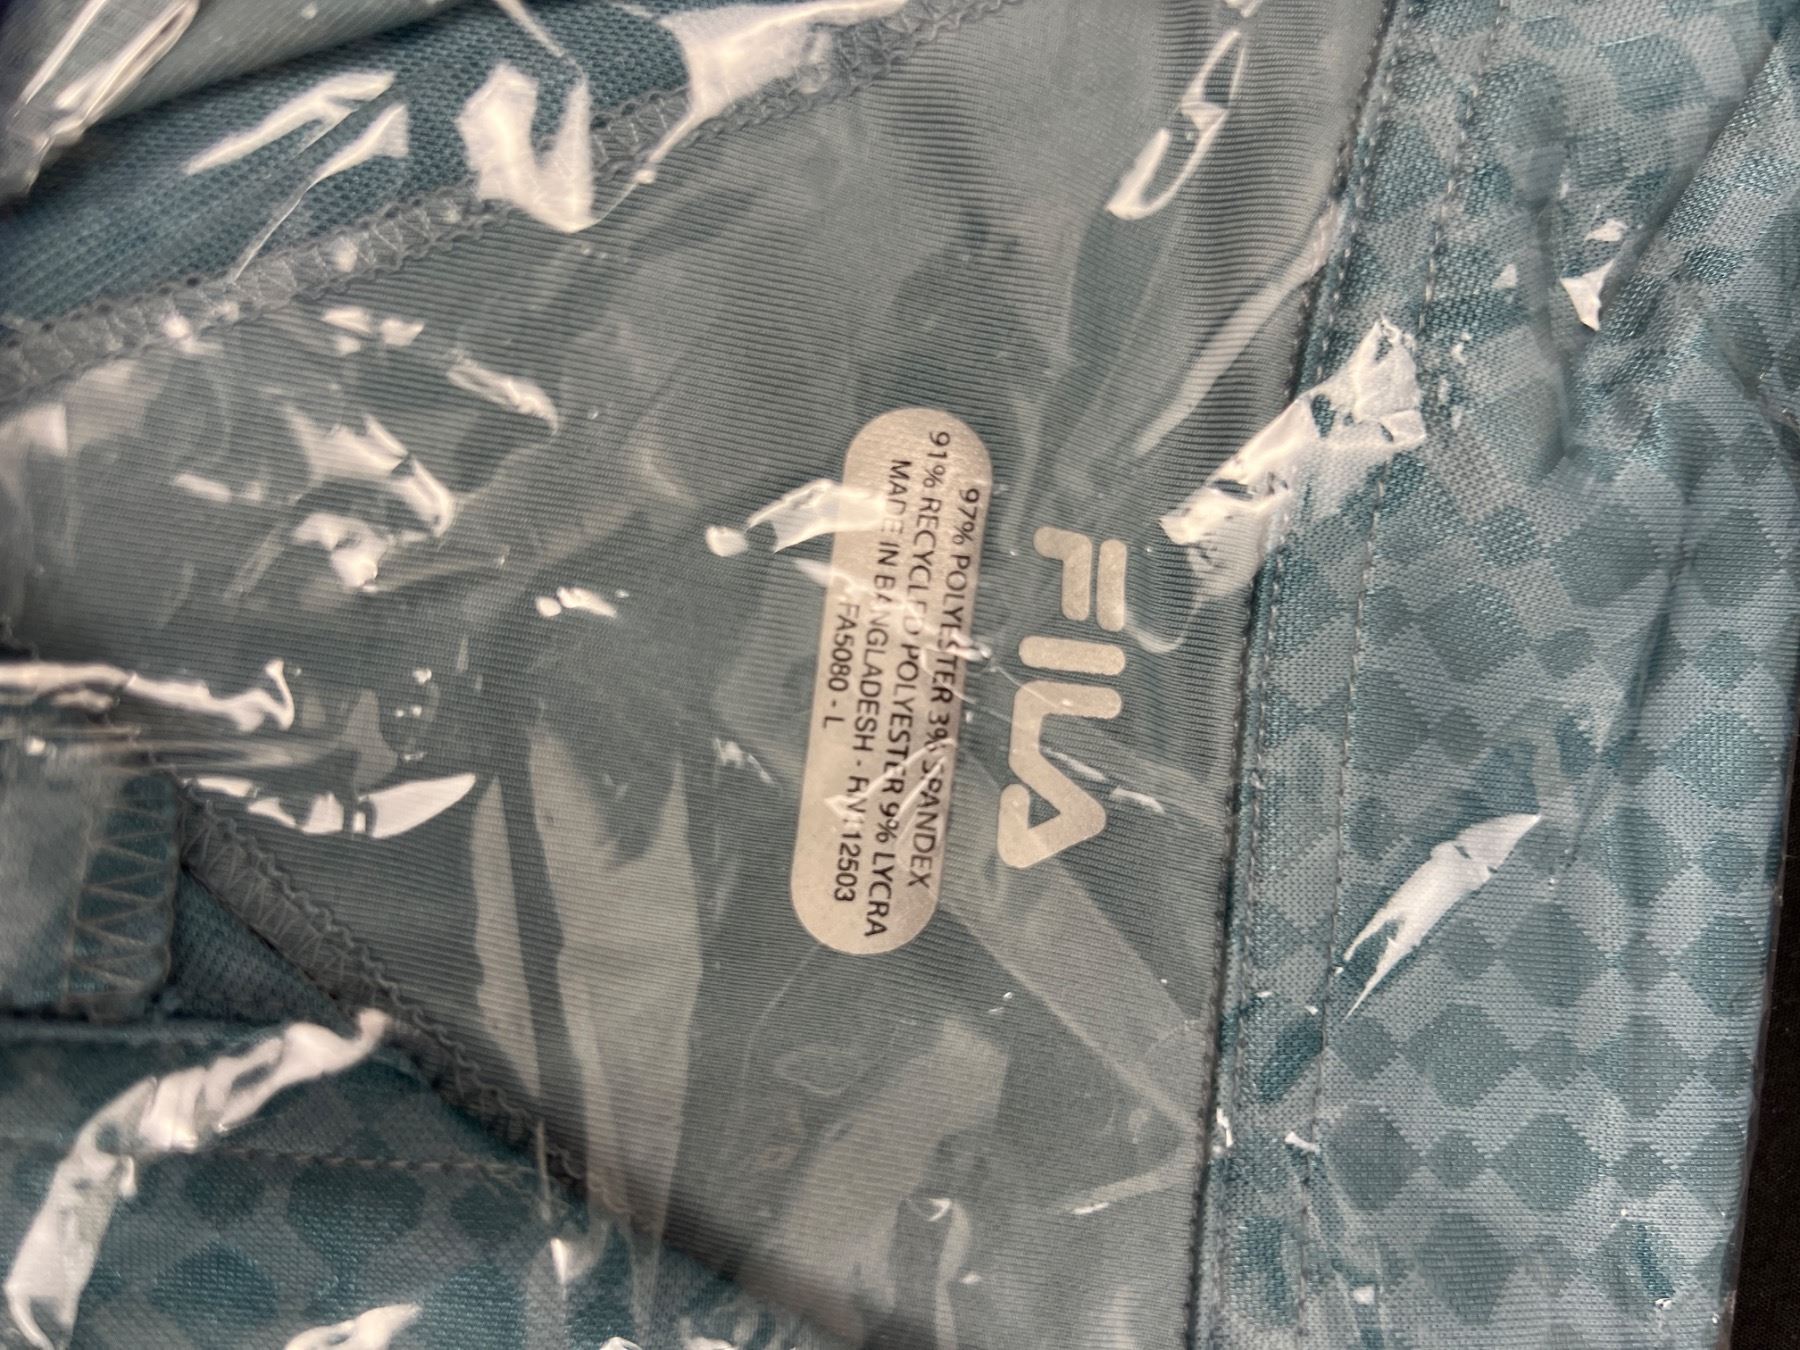 FILA
97% POLYESTER 3% SPANDEX
91% RECYCLED POLYESTER 9% LYCRA
MADE IN BANGLADESH - RN112503
FA5080 - L